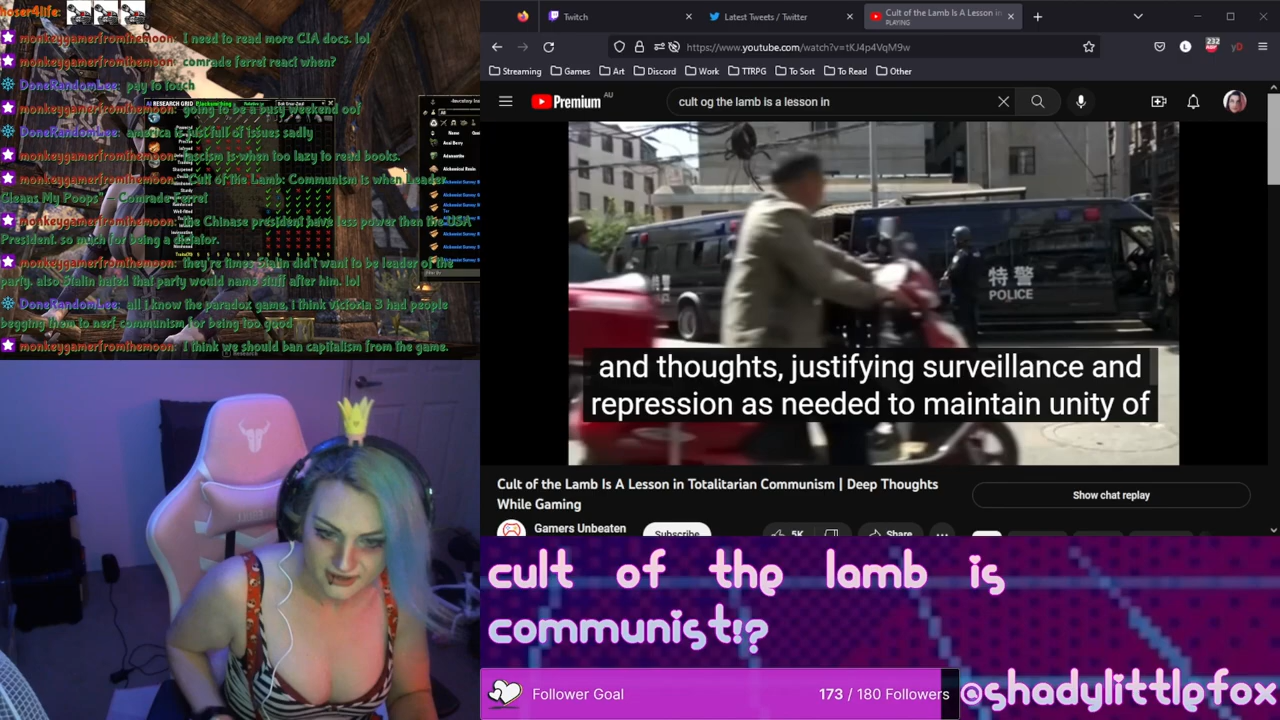 hoser4life:
monkeygamerfromthemoon: I need to read more CIA docs. lol
monkeygamerfromthemoon: comrade ferret react when?
DoneRandomLee: pay to touch
monkeygamerfromthemoon: going to be a busy weekend oof
DoneRandomLee: america is just full of issues sadly
monkeygamerfromthemoon: fascism is when too lazy to read books.
monkeygamerfromthemoon: "Cult of the Lamb: Communism is when Leader
Cleans My Poops" - Comrade Ferret
monkeygamerfromthemoon: the Chinese president have less power then the USA
President. so much for being a dictator.
monkeygamerfromthemoon: they're times Stalin didn't want to be leader of the
party. also Stalin hated that party would name stuff after him. lol
DoneRandomLee: all I know the paradox game, I think Victoria 3 had people
begging them to nerf communism for being too good
monkeygamerfromthemoon: I think we should ban capitalism from the game.
RESEARCH GRID
Name
Twitch
Latest Tweets / Twitter
Cult of the Lamb Is A Lesson in
PLAYING
https://www.youtube.com/watch?v=tKJ4p4VqM9w
232
Streaming
Games
Art
Discord
Work
TTRPG
To Sort
To Read
Other
Premium AU
cult og the lamb is a lesson in
特警
POLICE
and thoughts, justifying surveillance and
repression as needed to maintain unity of
Cult of the Lamb Is A Lesson in Totalitarian Communism | Deep Thoughts
While Gaming
Show chat replay
Gamers Unbeaten
Subscribe
5K
Share
cult of the lamb is
communist!?
Follower Goal
173 / 180 Followers
@shadylittlefox